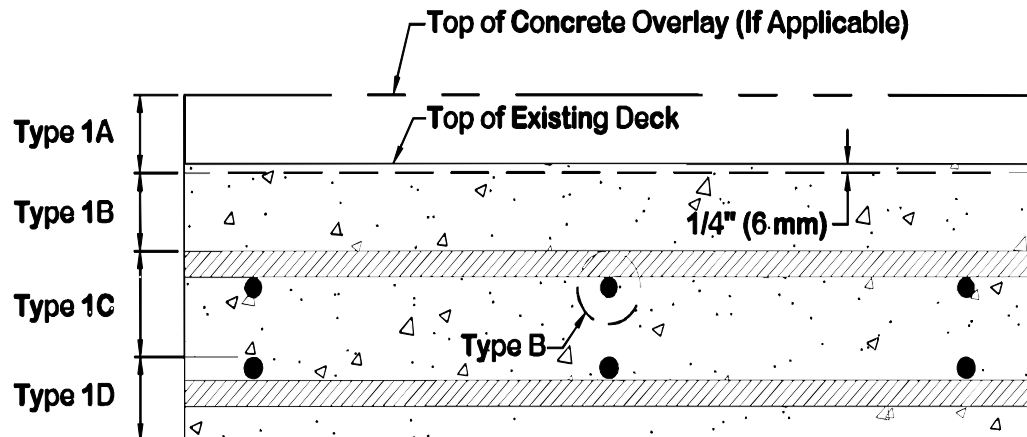 Top of Concrete Overlay (If Applicable)
Type 1A
Top of Existing Deck
Type 1B
1/4" (6 mm)
Type 1C
Type B
Type 1D